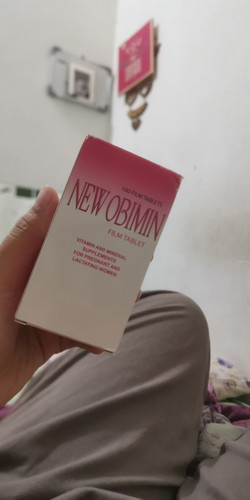 100 FILM TABLETS
NEW OBIMIN
FILM TABLET
VITAMIN AND MINERAL
SUPPLEMENTS
FOR PREGNANT AND
LACTATING WOMEN